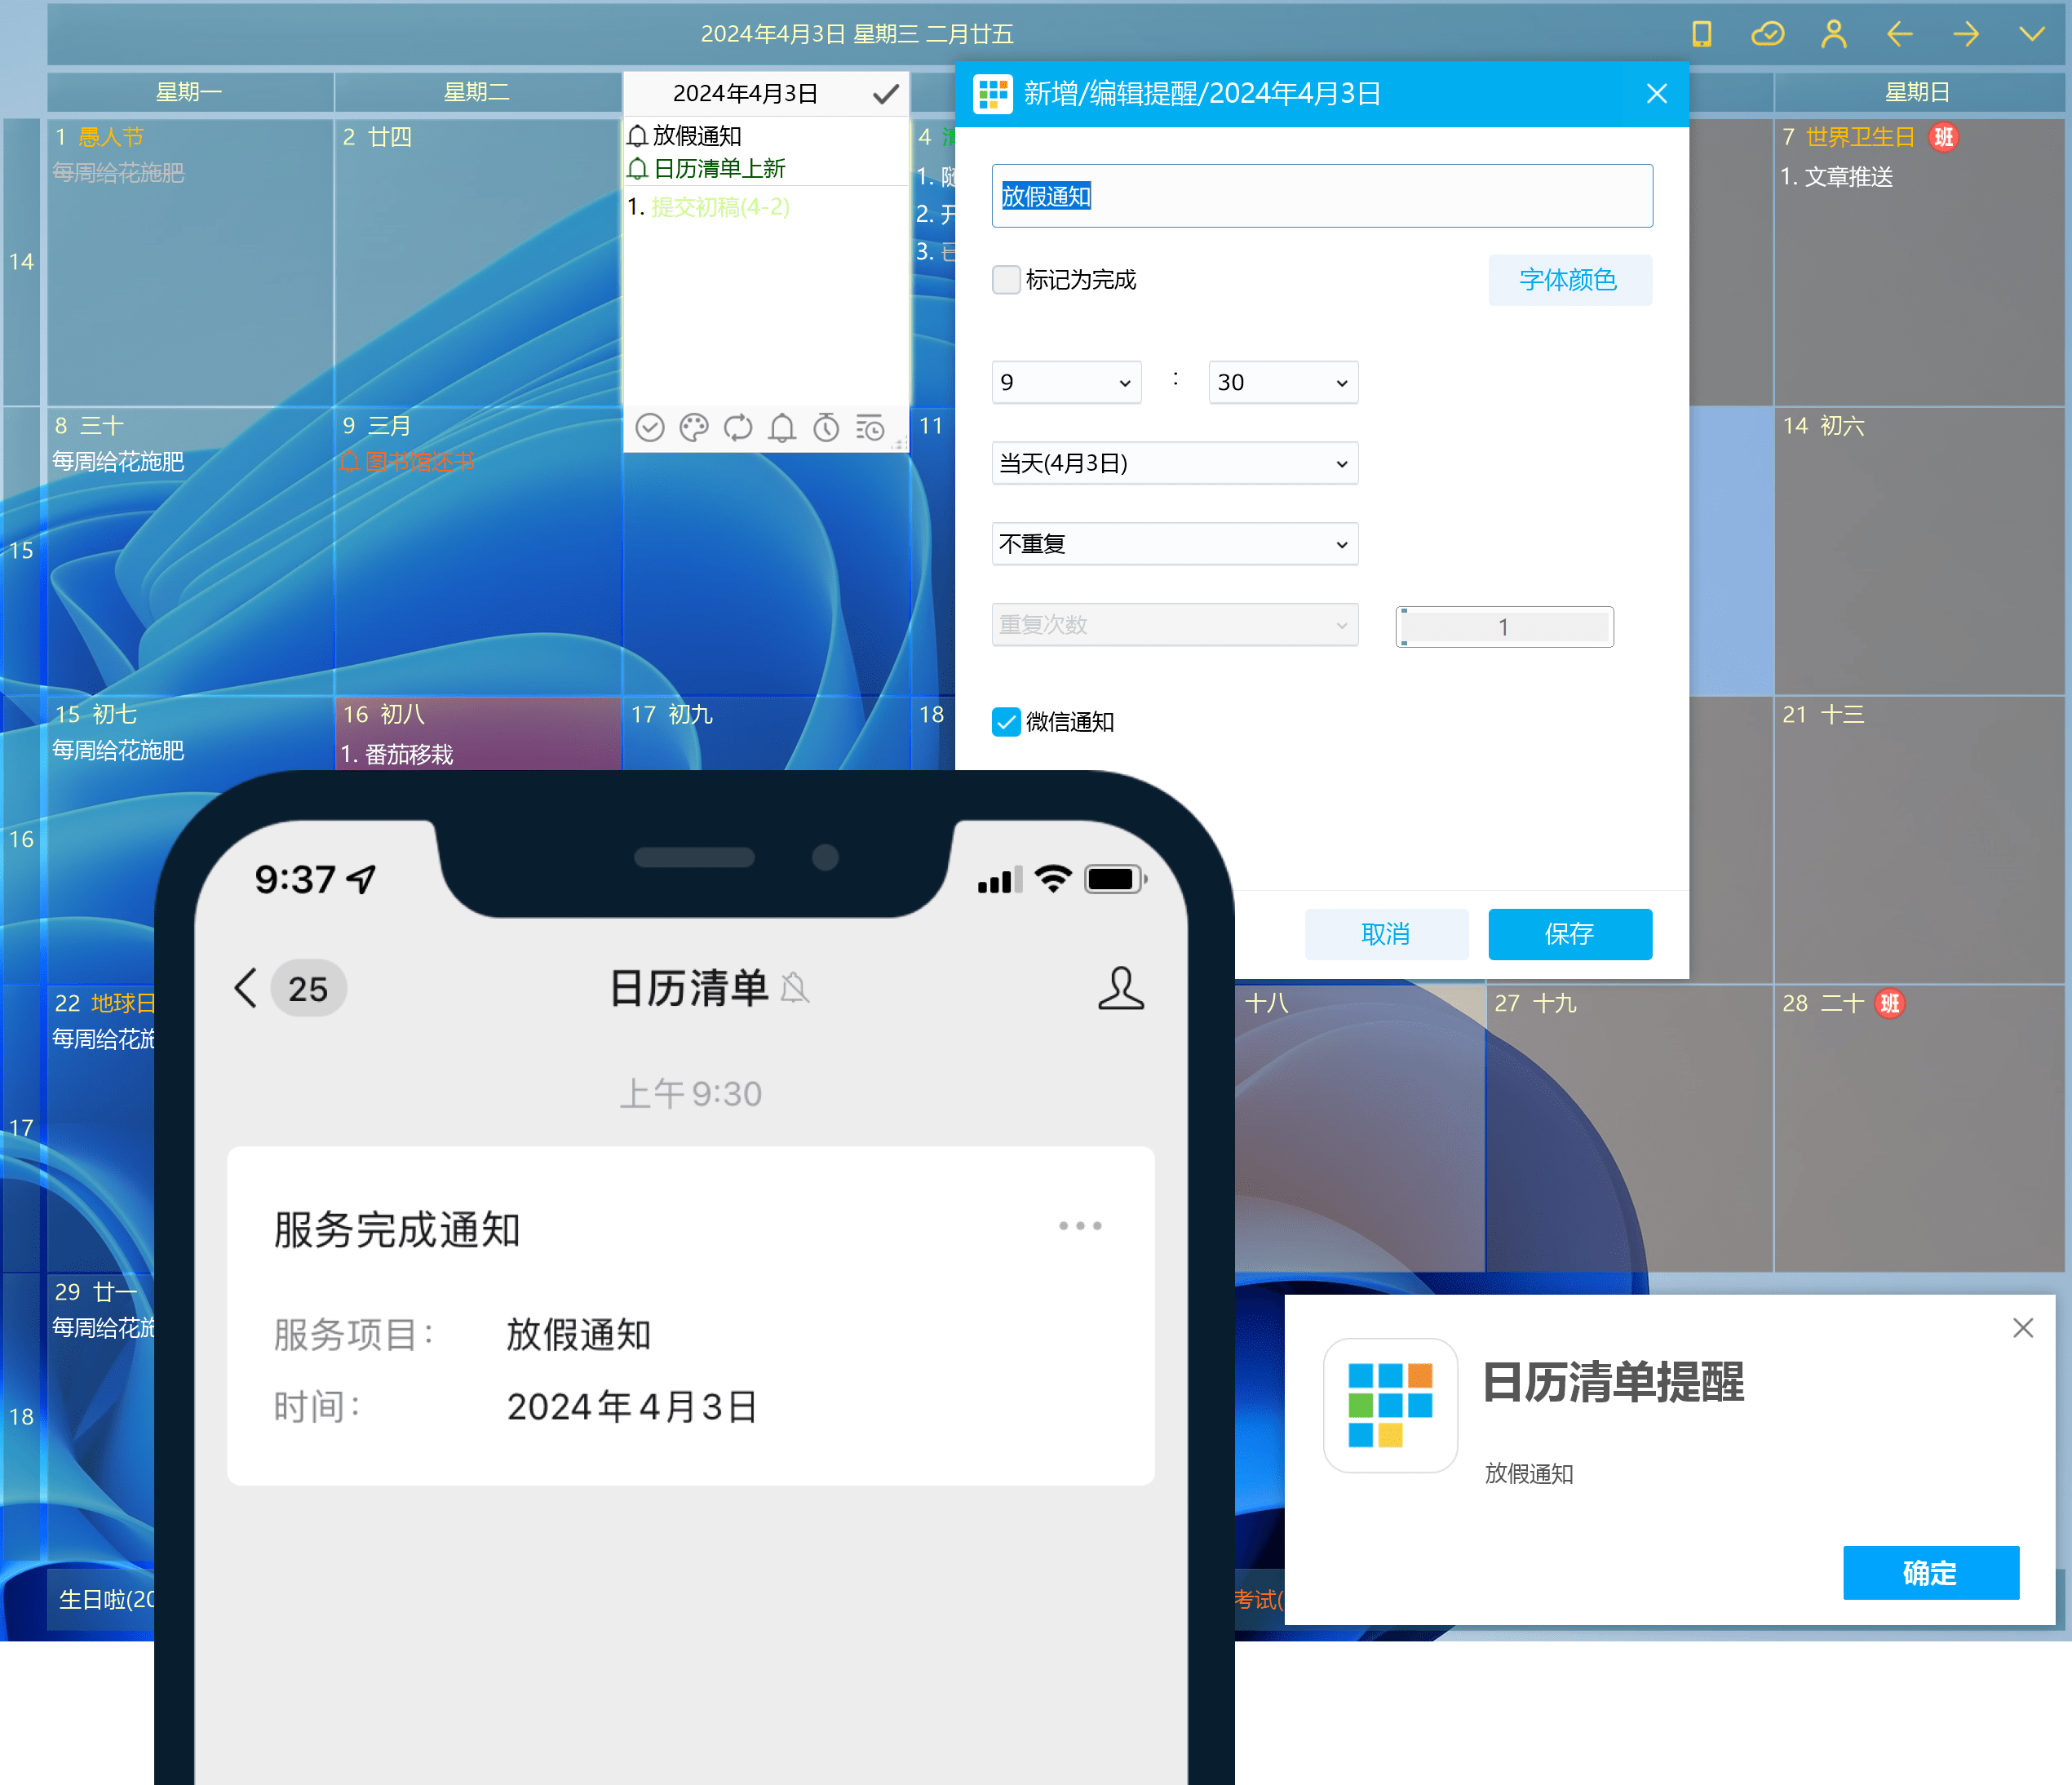 2024年4月3日 星期三 二月廿五
星期一
星期二
星期日
2024年4月3日
放假通知
日历清单上新
1. 提交初稿(4-2)
14
1 愚人节
每周给花施肥
2 廿四
4 清
1. 随
2. 开
3.
7 世界卫生日 班
1. 文章推送
15
8 三十
每周给花施肥
9 三月
图书馆还书
11
14 初六
16
15 初七
每周给花施肥
16 初八
1. 番茄移栽
17 初九
18
21 十三
17
22 地球日
每周给花施
十八
27 十九
28 二十 班
18
29 廿一
每周给花施
生日啦(20
考试(
新增/编辑提醒/2024年4月3日
放假通知
标记为完成
字体颜色
9 : 30
当天(4月3日)
不重复
重复次数 1
微信通知
取消 保存
9:37
25
日历清单
上午 9:30
服务完成通知
服务项目： 放假通知
时间： 2024年4月3日
日历清单提醒
放假通知
确定